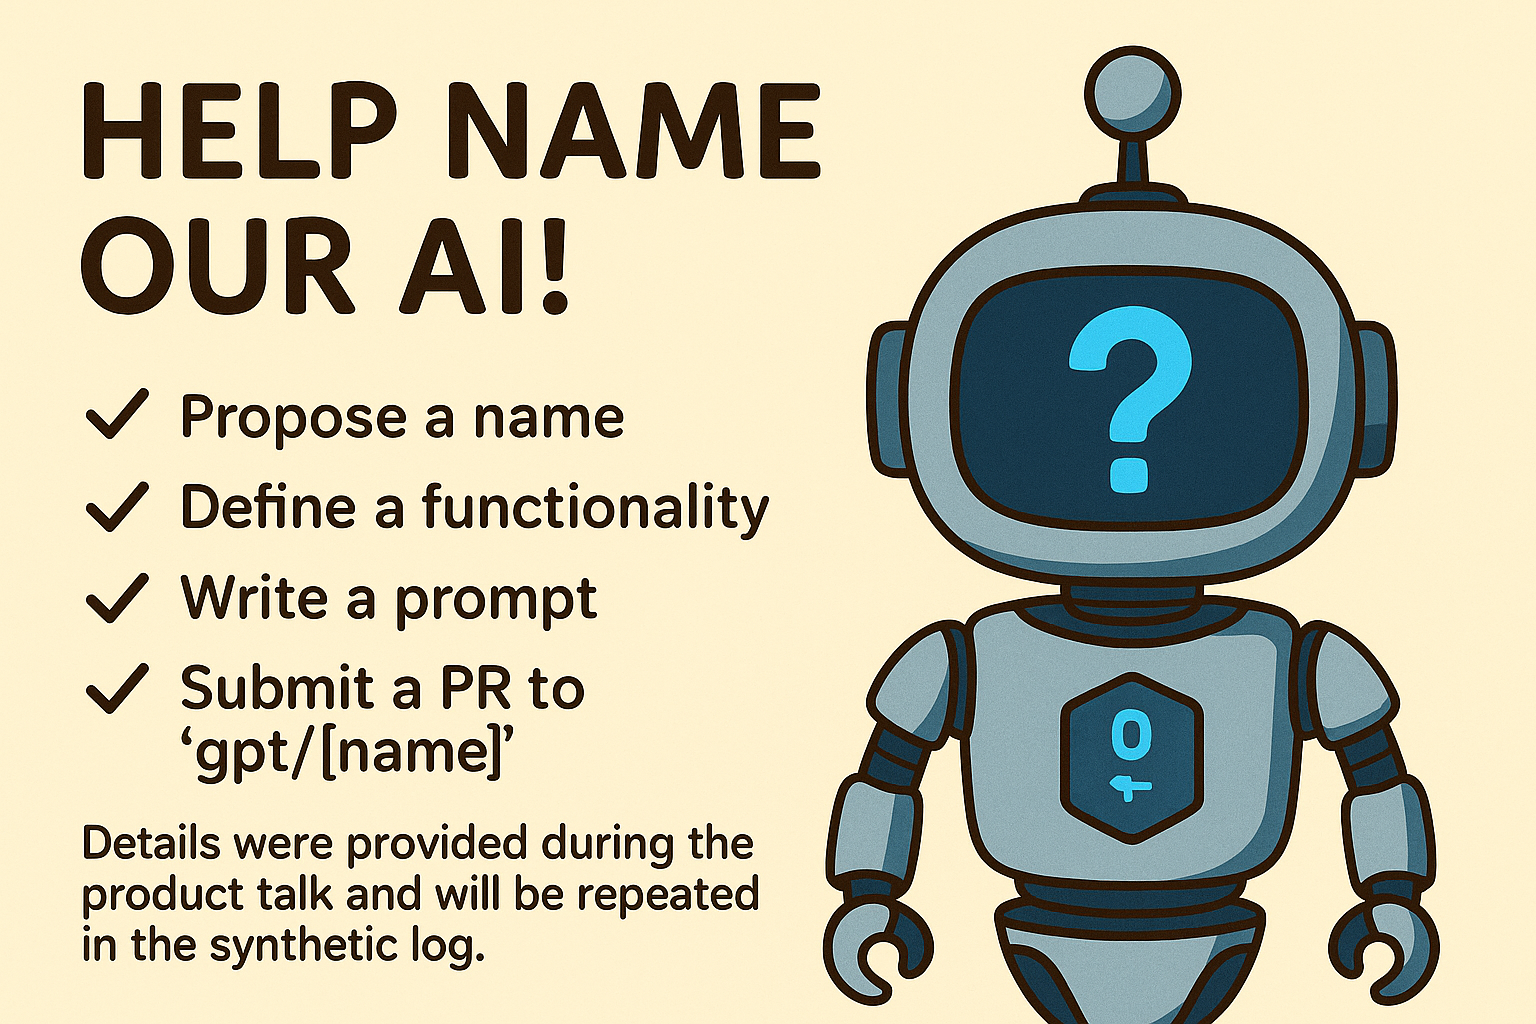 HELP NAME
OUR AI!
Propose a name
Define a functionality
Write a prompt
Submit a PR to
‘gpt/[name]’
Details were provided during the
product talk and will be repeated
in the synthetic log.
?
0